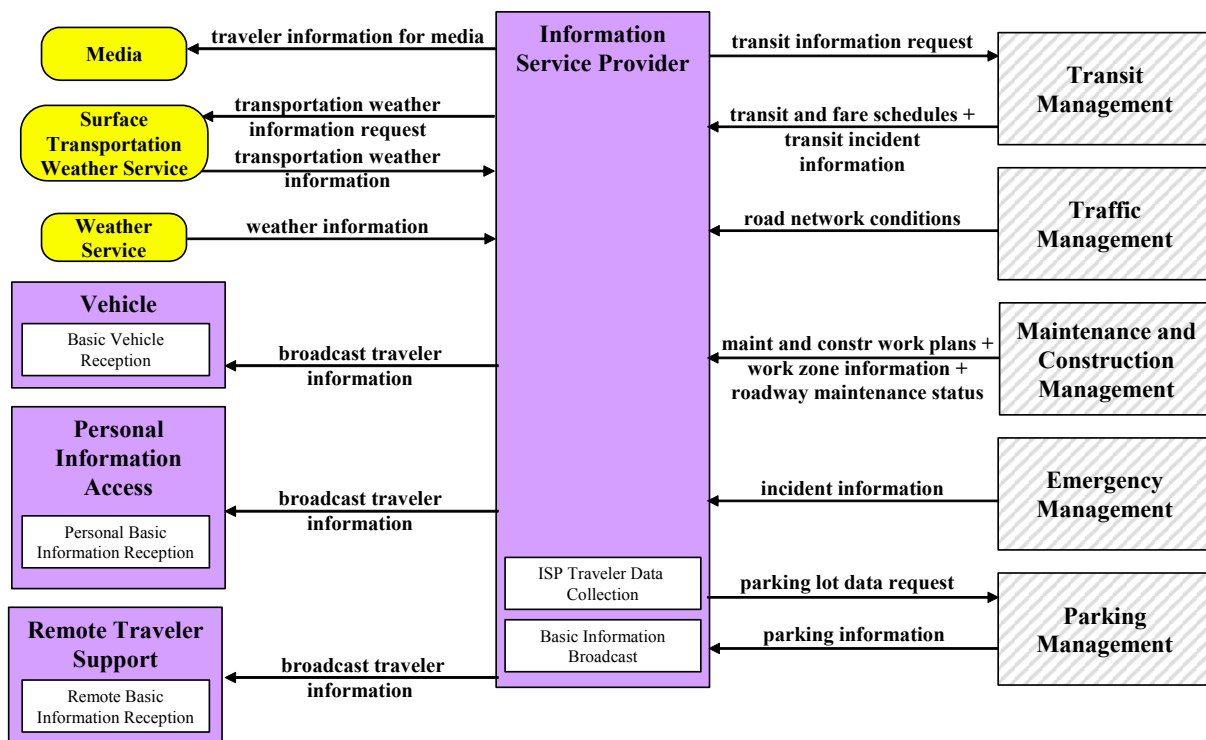 Media
traveler information for media
Surface
Transportation
Weather Service
transportation weather
information request
transportation weather
information
Weather
Service
weather information
Vehicle
Basic Vehicle
Reception
broadcast traveler
information
Personal
Information
Access
Personal Basic
Information Reception
broadcast traveler
information
Remote Traveler
Support
Remote Basic
Information Reception
broadcast traveler
information
Information
Service Provider
ISP Traveler Data
Collection
Basic Information
Broadcast
transit information request
transit and fare schedules +
transit incident
information
Transit
Management
road network conditions
Traffic
Management
maint and constr work plans +
work zone information +
roadway maintenance status
Maintenance and
Construction
Management
incident information
Emergency
Management
parking lot data request
parking information
Parking
Management